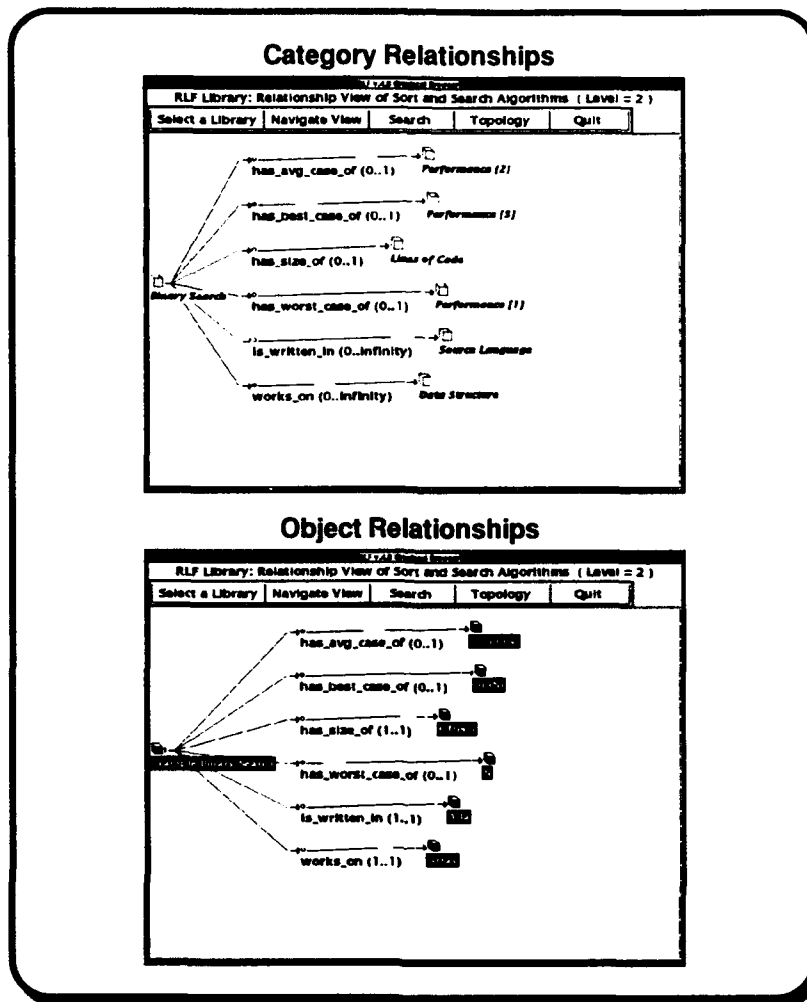 Category Relationships
RLF Library: Relationship View of Sort and Search Algorithms ( Level = 2 )
Select a Library Navigate View Search Topology Quit
has_avg_case_of (0..1) Performance [2]
has_best_case_of (0..1) Performance [3]
has_size_of (0..1) Lines of Code
Binary Search
has_worst_case_of (0..1) Performance [1]
is_written_in (0..infinity) Source Language
works_on (0..infinity) Data Structure
Object Relationships
RLF Library: Relationship View of Sort and Search Algorithms ( Level = 2 )
Select a Library Navigate View Search Topology Quit
has_avg_case_of (0..1)
has_best_case_of (0..1)
has_size_of (1..1)
has_worst_case_of (0..1)
is_written_in (1..1)
works_on (1..1)